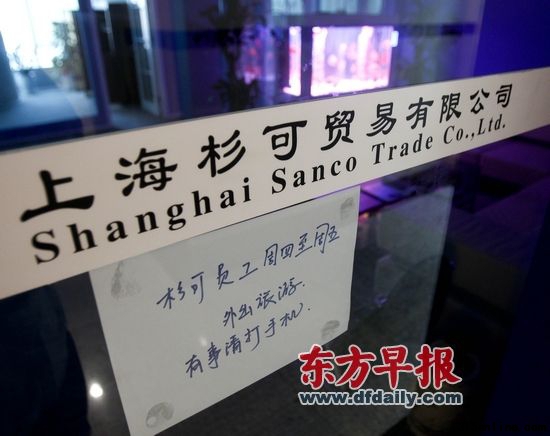 上海杉可贸易有限公司
Shanghai Sanco Trade Co.,Ltd.
杉可员工周四至周五
外出旅游.
有事请打手机.
东方早报
www.dfdaily.com